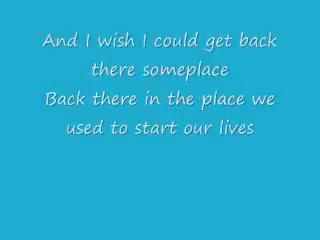 And I wish I could get back
there someplace
Back there in the place we
used to start our lives